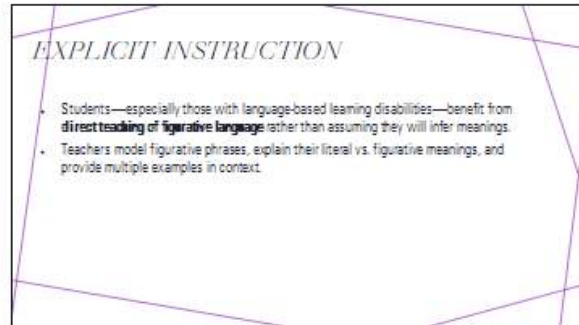 EXPLICIT INSTRUCTION
• Students—especially those with language-based learning disabilities—benefit from
direct teaching of figurative language rather than assuming they will infer meanings.
• Teachers model figurative phrases, explain their literal vs. figurative meanings, and
provide multiple examples in context.